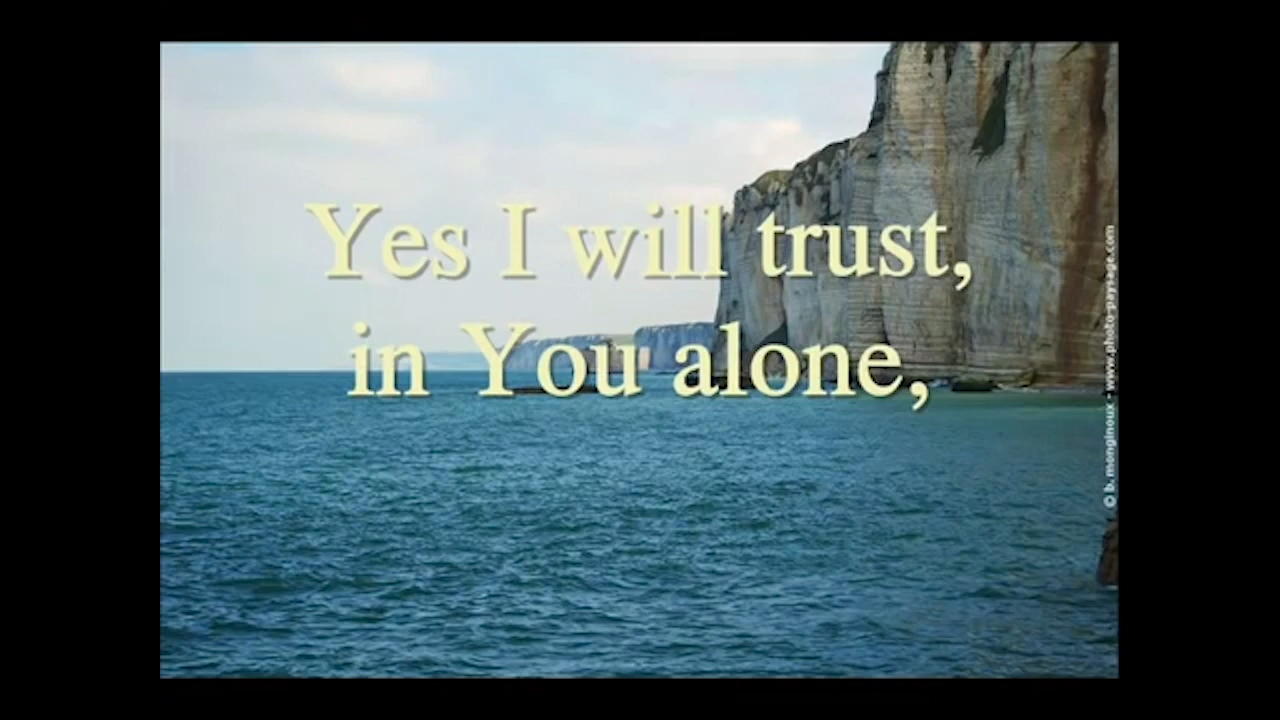 Yes I will trust,
in You alone,
© b. monginoux - www.photo-paysage.com